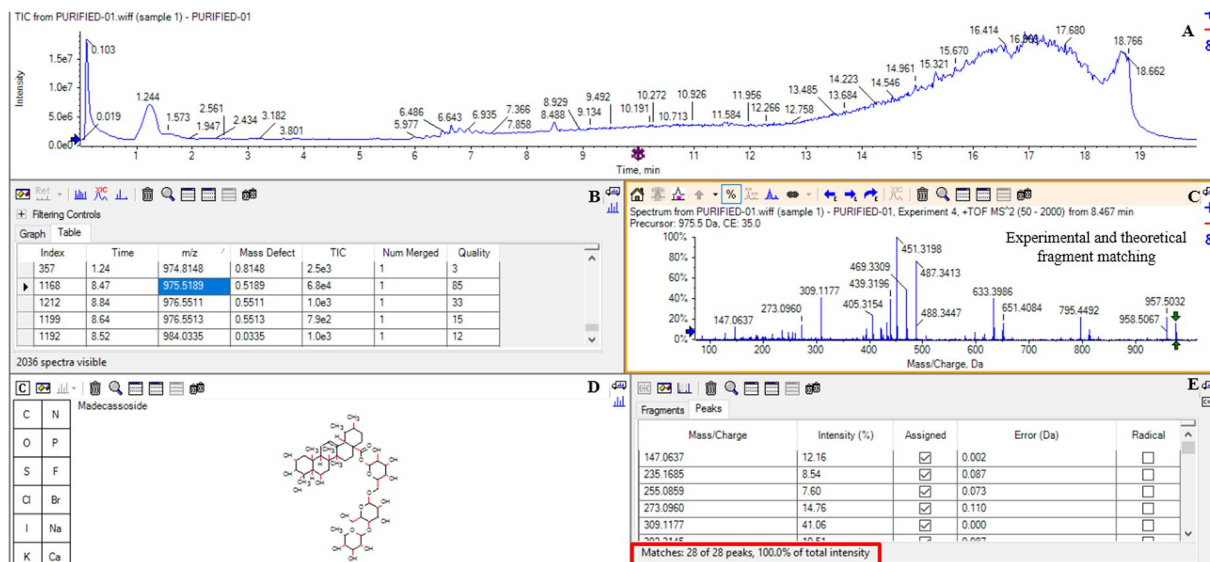 TIC from PURIFIED-01.wiff (sample 1) - PURIFIED-01
A
Intensity
1.5e7
1.0e7
5.0e6
0.0e0
0.103
0.019
1.244
1.573
1.947
2.561
2.434
3.182
3.801
5.977
6.486
6.643
6.935
7.366
7.858
8.929
8.488
9.134
9.492
10.191
10.272
10.713
10.926
11.584
11.956
12.266
12.758
13.485
13.684
14.223
14.546
14.961
15.321
15.670
16.414
17.680
18.766
18.662
1 2 3 4 5 6 7 8 9 10 11 12 13 14 15 16 17 18 19
Time, min
B
Filtering Controls
Graph Table
Index Time m/z Mass Defect TIC Num Merged Quality
357 1.24 974.8148 0.8148 2.5e3 1 3
1168 8.47 975.5189 0.5189 6.8e4 1 85
1212 8.84 976.5511 0.5511 1.0e3 1 33
1199 8.64 976.5513 0.5513 7.9e2 1 15
1192 8.52 984.0335 0.0335 1.0e3 1 12
2036 spectra visible
C
Spectrum from PURIFIED-01.wiff (sample 1) - PURIFIED-01, Experiment 4, +TOF MS^2 (50 - 2000) from 8.467 min
Precursor: 975.5 Da, CE: 35.0
Experimental and theoretical
fragment matching
100%
80%
60%
40%
20%
0%
147.0637
273.0960
309.1177
405.3154
439.3196
469.3309
451.3198
487.3413
488.3447
633.3986
651.4084
795.4492
957.5032
958.5067
100 200 300 400 500 600 700 800 900
Mass/Charge, Da
D
Madecassoside
C N
O P
S F
Cl Br
I Na
K Ca
E
Fragments Peaks
Mass/Charge Intensity (%) Assigned Error (Da) Radical
147.0637 12.16 0.002
235.1685 8.54 0.087
255.0859 7.60 0.073
273.0960 14.76 0.110
309.1177 41.06 0.000
Matches: 28 of 28 peaks, 100.0% of total intensity